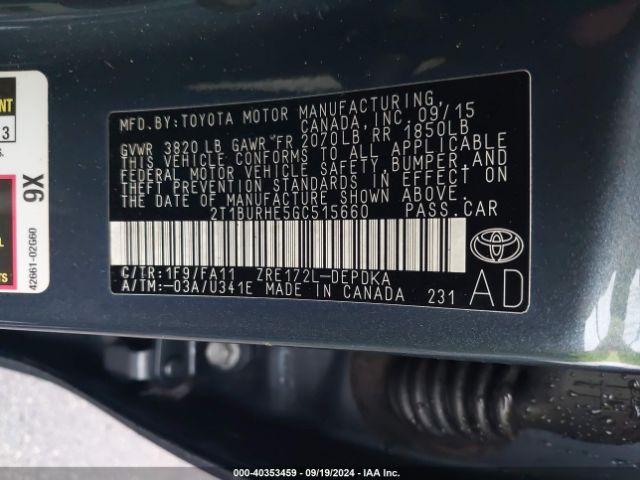 MFD. BY: TOYOTA MOTOR MANUFACTURING,
CANADA, INC. 09/15
GVWR 3820 LB GAWR FR 2070 LB, RR 1850LB
THIS VEHICLE CONFORMS TO ALL APPLICABLE
FEDERAL MOTOR VEHICLE SAFETY, BUMPER, AND
THEFT PREVENTION STANDARDS IN EFFECT ON
THE DATE OF MANUFACTURE SHOWN ABOVE.
2T1BURHE5GC515660 PASS. CAR
C/TR: 1F9/FA11 ZRE172L-DEPDKA
A/TM:-03A/U341E MADE IN CANADA 231
AD
9X
42661-02G60
3
© - 40353459 - 09/19/2024 - IAA Inc.